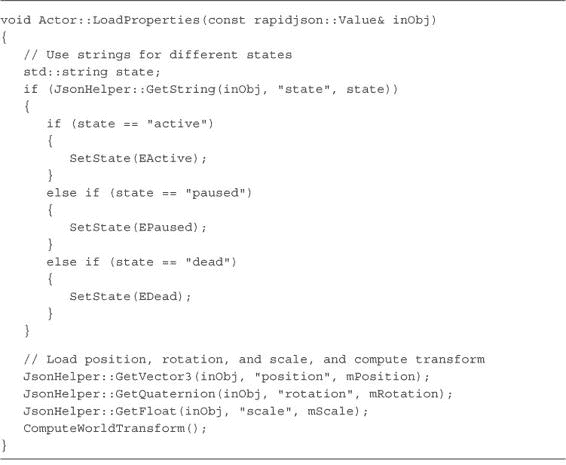 void Actor::LoadProperties(const rapidjson::Value& inObj)
{
   // Use strings for different states
   std::string state;
   if (JsonHelper::GetString(inObj, "state", state))
   {
      if (state == "active")
      {
         SetState(EActive);
      }
      else if (state == "paused")
      {
         SetState(EPaused);
      }
      else if (state == "dead")
      {
         SetState(EDead);
      }
   }

   // Load position, rotation, and scale, and compute transform
   JsonHelper::GetVector3(inObj, "position", mPosition);
   JsonHelper::GetQuaternion(inObj, "rotation", mRotation);
   JsonHelper::GetFloat(inObj, "scale", mScale);
   ComputeWorldTransform();
}